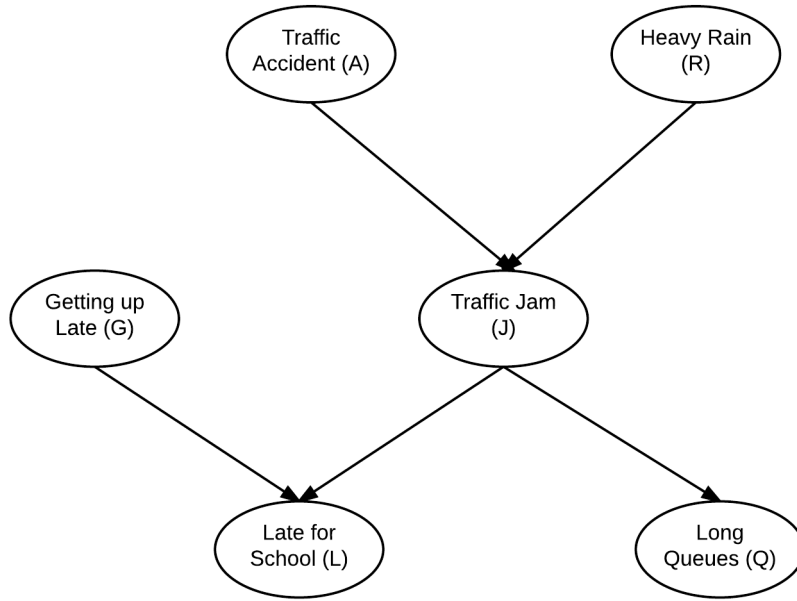 Traffic
Accident (A)
Heavy Rain
(R)
Getting up
Late (G)
Traffic Jam
(J)
Late for
School (L)
Long
Queues (Q)